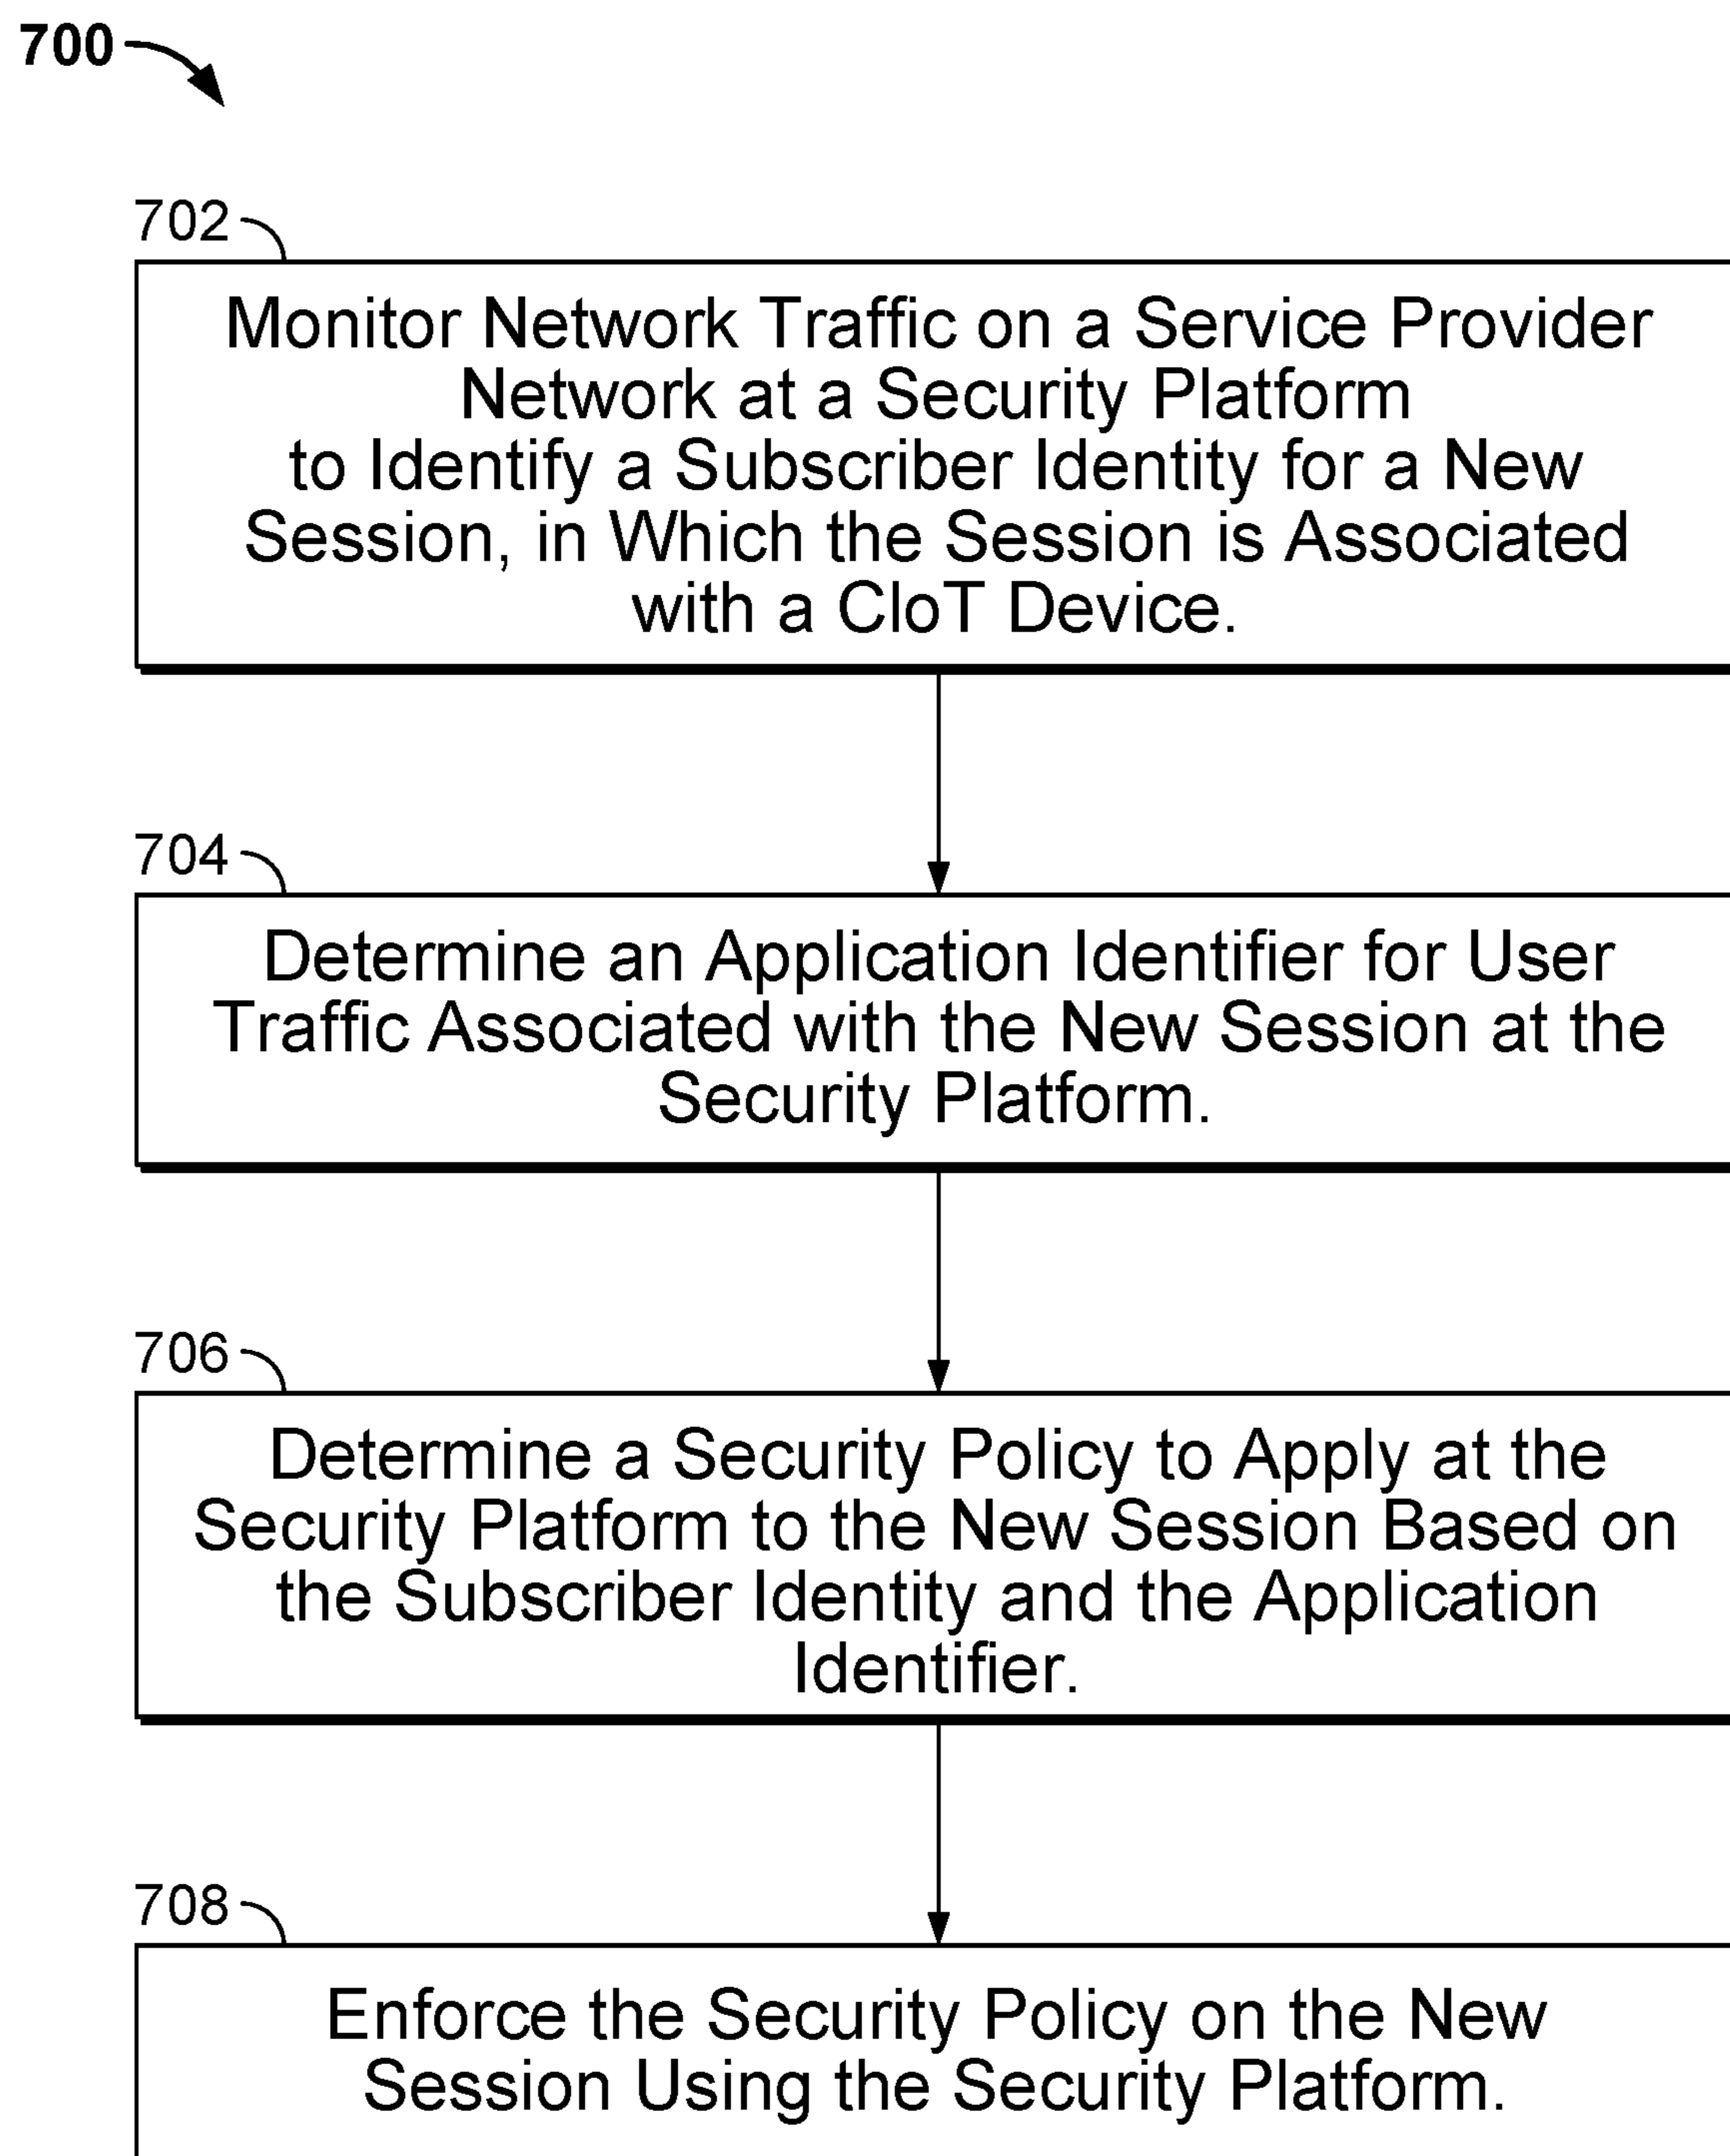 700
702
Monitor Network Traffic on a Service Provider
Network at a Security Platform
to Identify a Subscriber Identity for a New
Session, in Which the Session is Associated
with a CIoT Device.
704
Determine an Application Identifier for User
Traffic Associated with the New Session at the
Security Platform.
706
Determine a Security Policy to Apply at the
Security Platform to the New Session Based on
the Subscriber Identity and the Application
Identifier.
708
Enforce the Security Policy on the New
Session Using the Security Platform.